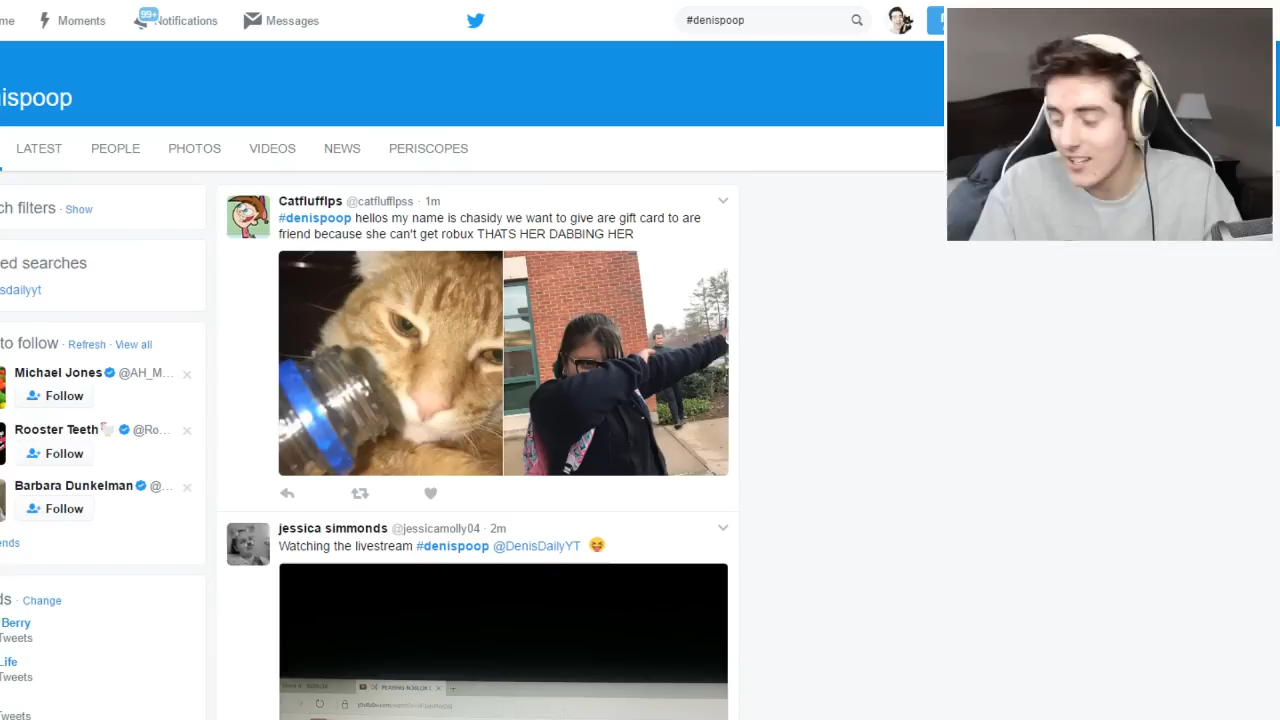 me Moments 99+ Notifications Messages #denispoop
ispoop
LATEST PEOPLE PHOTOS VIDEOS NEWS PERISCOPES
ch filters · Show
ed searches
sdailyyt
to follow · Refresh · View all
Michael Jones @AH_M...
Follow
Rooster Teeth @Ro...
Follow
Barbara Dunkelman @...
Follow
ends
ds · Change
Berry
Tweets
Life
Tweets
Tweets
Catflufflps @catflufflpss · 1m
#denispoop hellos my name is chasidy we want to give are gift card to are
friend because she can't get robux THATS HER DABBING HER
jessica simmonds @jessicamolly04 · 2m
Watching the livestream #denispoop @DenisDailyYT